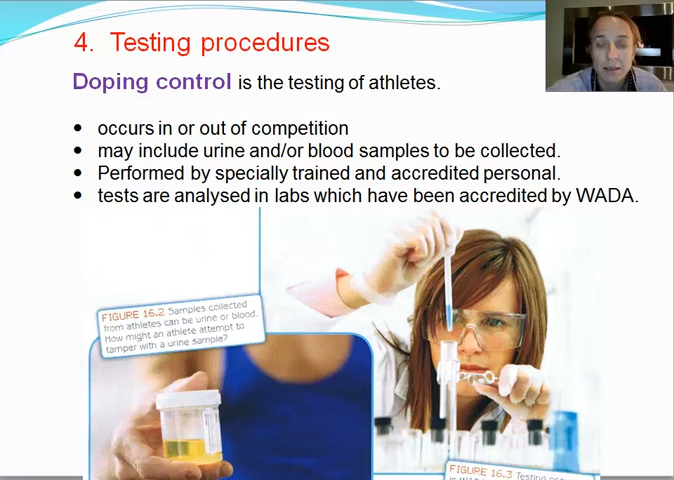 4. Testing procedures
Doping control is the testing of athletes.
• occurs in or out of competition
• may include urine and/or blood samples to be collected.
• Performed by specially trained and accredited personal.
• tests are analysed in labs which have been accredited by WADA.
FIGURE 16.2 Samples collected
from athletes can be urine or blood.
How might an athlete attempt to
tamper with a urine sample?
FIGURE 16.3 Testing